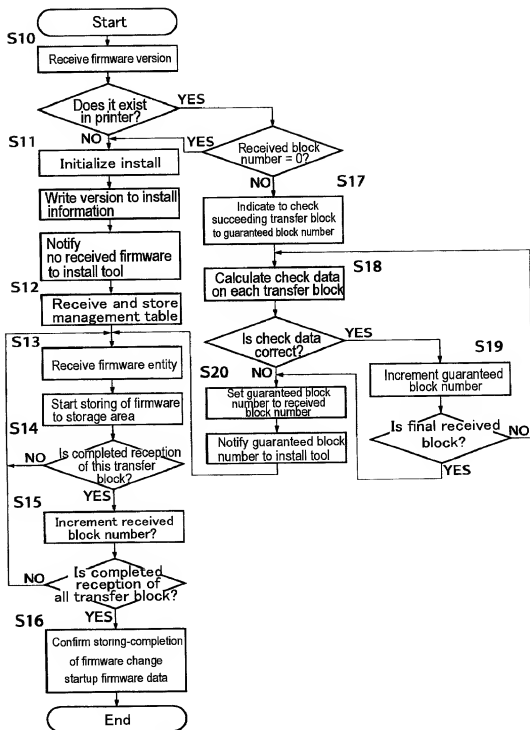 Start
S10
Receive firmware version
Does it exist
in printer?
YES
NO
S11
Initialize install
Write version to install
information
Notify
no received firmware
to install tool
S12
Receive and store
management table
S13
Receive firmware entity
Start storing of firmware
to storage area
S14
Is completed reception
of this transfer
block?
NO
YES
S15
Increment received
block number?
Is completed
reception of
all transfer block?
NO
YES
S16
Confirm storing-completion
of firmware change
startup firmware data
End
YES
Received block
number = 0?
NO
S17
Indicate to check
succeeding transfer block
to guaranteed block number
S18
Calculate check data
on each transfer block
Is check data
correct?
YES
NO
S19
Increment guaranteed
block number
Is final received
block?
NO
YES
S20
Set guaranteed block
number to received
block number
Notify guaranteed block
number to install tool